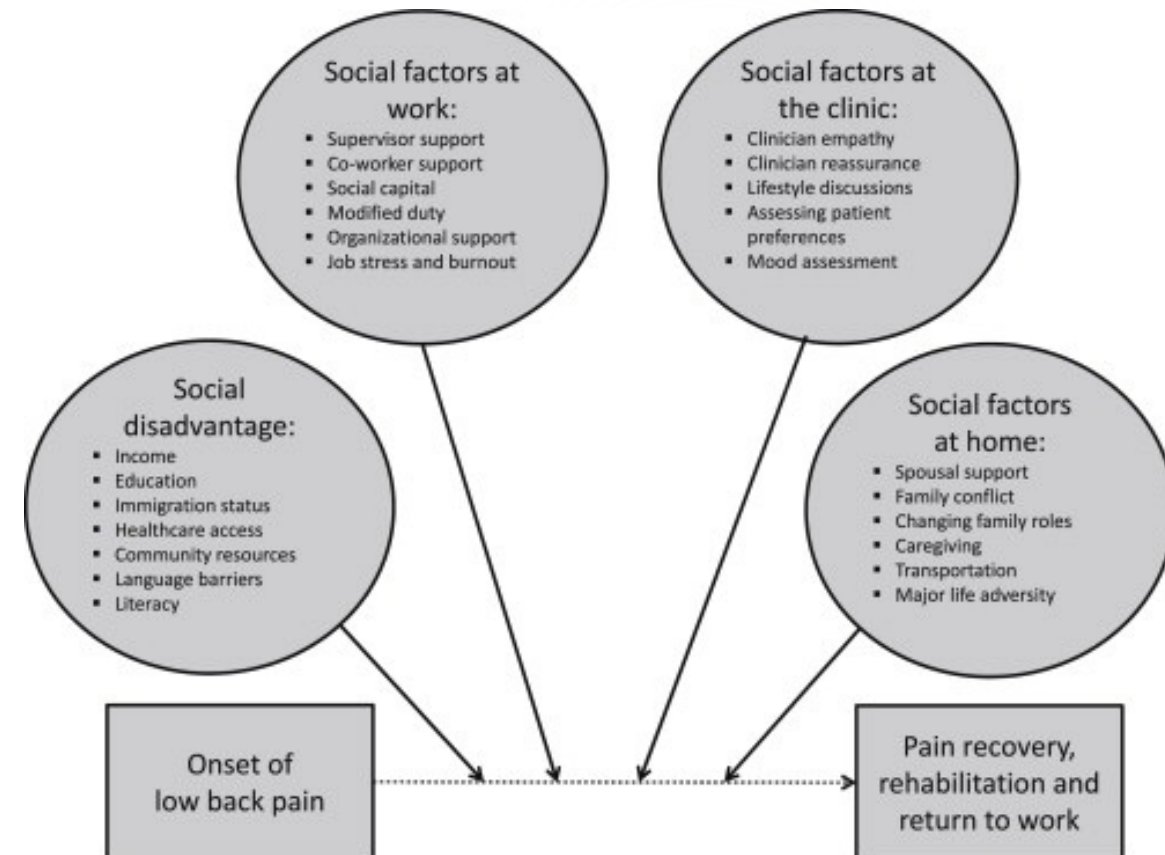 Social factors at
work:
▪ Supervisor support
▪ Co-worker support
▪ Social capital
▪ Modified duty
▪ Organizational support
▪ Job stress and burnout
Social factors at
the clinic:
▪ Clinician empathy
▪ Clinician reassurance
▪ Lifestyle discussions
▪ Assessing patient
preferences
▪ Mood assessment
Social
disadvantage:
▪ Income
▪ Education
▪ Immigration status
▪ Healthcare access
▪ Community resources
▪ Language barriers
▪ Literacy
Social factors
at home:
▪ Spousal support
▪ Family conflict
▪ Changing family roles
▪ Caregiving
▪ Transportation
▪ Major life adversity
Onset of
low back pain
Pain recovery,
rehabilitation and
return to work